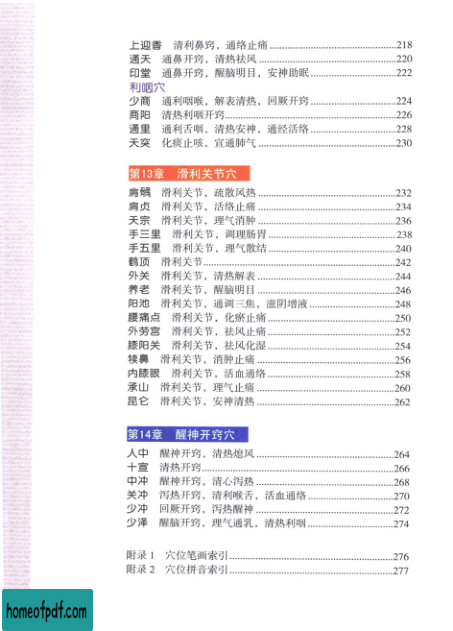 上迎香 清利鼻窍，通络止痛 218
通天 通鼻开窍，清热祛风 220
印堂 通鼻开窍，醒脑明目，安神助眠 222
利咽穴
少商 通利咽喉，解表清热，回厥开窍 224
商阳 清热利咽开窍 226
通里 通利舌咽，清热安神，通经活络 228
天突 化痰止咳，宣通肺气 230
第13章 滑利关节穴
肩髃 滑利关节，疏散风热 232
肩贞 滑利关节，活络止痛 234
天宗 滑利关节，理气消肿 236
手三里 滑利关节，调理肠胃 238
手五里 滑利关节，理气散结 240
鹤顶 滑利关节 242
外关 滑利关节，清热解表 244
养老 滑利关节，醒脑明目 246
阳池 滑利关节，通调三焦，滋阴增液 248
腰痛点 滑利关节，化瘀止痛 250
外劳宫 滑利关节，祛风止痛 252
膝阳关 滑利关节，祛风化湿 254
犊鼻 滑利关节，消肿止痛 256
内膝眼 滑利关节，活血通络 258
承山 滑利关节，理气止痛 260
昆仑 滑利关节，安神清热 262
第14章 醒神开窍穴
人中 醒神开窍，清热熄风 264
十宣 清热开窍 266
中冲 醒神开窍，清心泻热 268
关冲 泻热开窍，清利喉舌，活血通络 270
少冲 回厥开窍，泻热醒神 272
少泽 醒脑开窍，理气通乳，清热利咽 274
附录 1 穴位笔画索引 276
附录 2 穴位拼音索引 277
homeofpdf.com